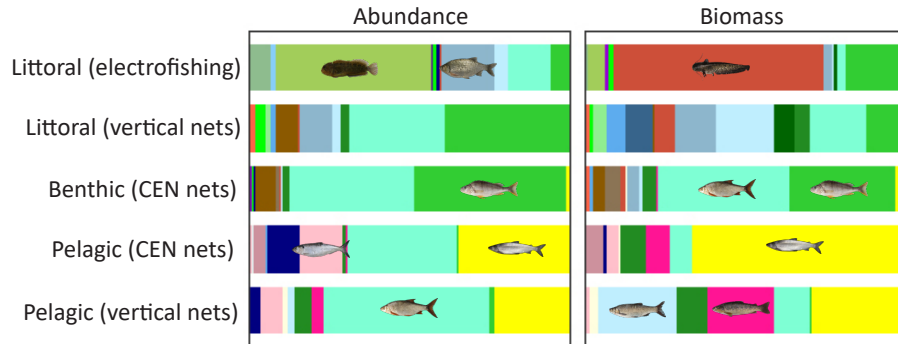 Abundance
Biomass
Littoral (electrofishing)
Littoral (vertical nets)
Benthic (CEN nets)
Pelagic (CEN nets)
Pelagic (vertical nets)